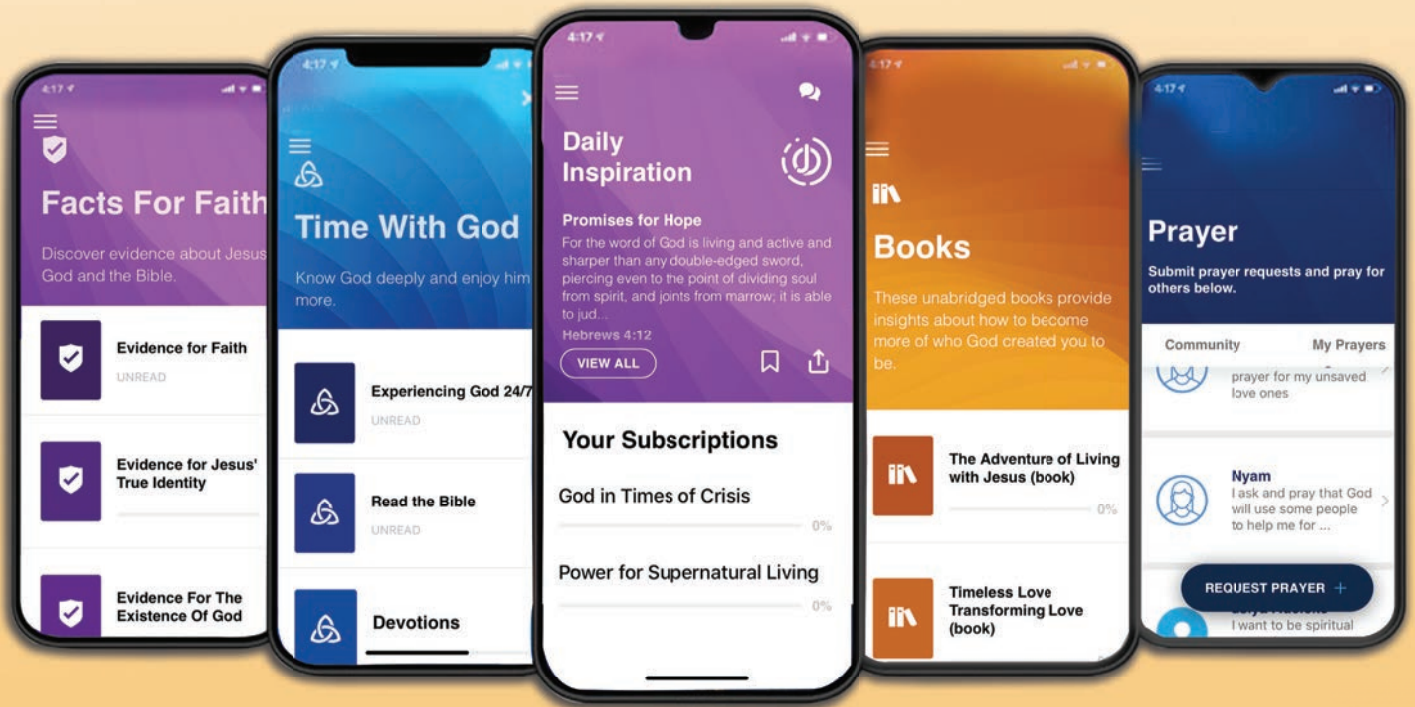 4:17
Facts For Faith
Discover evidence about Jesus
God and the Bible.
Evidence for Faith
UNREAD
Evidence for Jesus'
True Identity
Evidence For The
Existence Of God
4:17
Time With God
Know God deeply and enjoy him
more.
Experiencing God 24/7
UNREAD
Read the Bible
UNREAD
Devotions
4:17
Daily
Inspiration
Promises for Hope
For the word of God is living and active and
sharper than any double-edged sword,
piercing even to the point of dividing soul
from spirit, and joints from marrow; it is able
to jud...
Hebrews 4:12
VIEW ALL
Your Subscriptions
God in Times of Crisis
0%
Power for Supernatural Living
0%
4:17
Books
These unabridged books provide
insights about how to become
more of who God created you to
be.
The Adventure of Living
with Jesus (book)
0%
Timeless Love
Transforming Love
(book)
4:17
Prayer
Submit prayer requests and pray for
others below.
Community My Prayers
prayer for my unsaved
love ones
Nyam
I ask and pray that God
will use some people
to help me for ...
REQUEST PRAYER +
I want to be spiritual